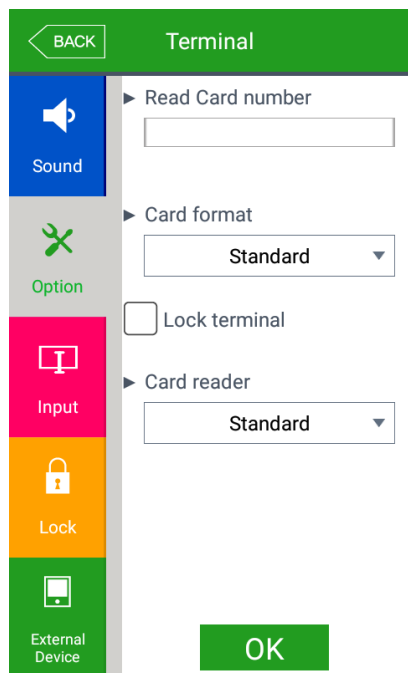 BACK
Terminal
Sound
Option
Input
Lock
External
Device
► Read Card number
► Card format
Standard
Lock terminal
► Card reader
Standard
OK